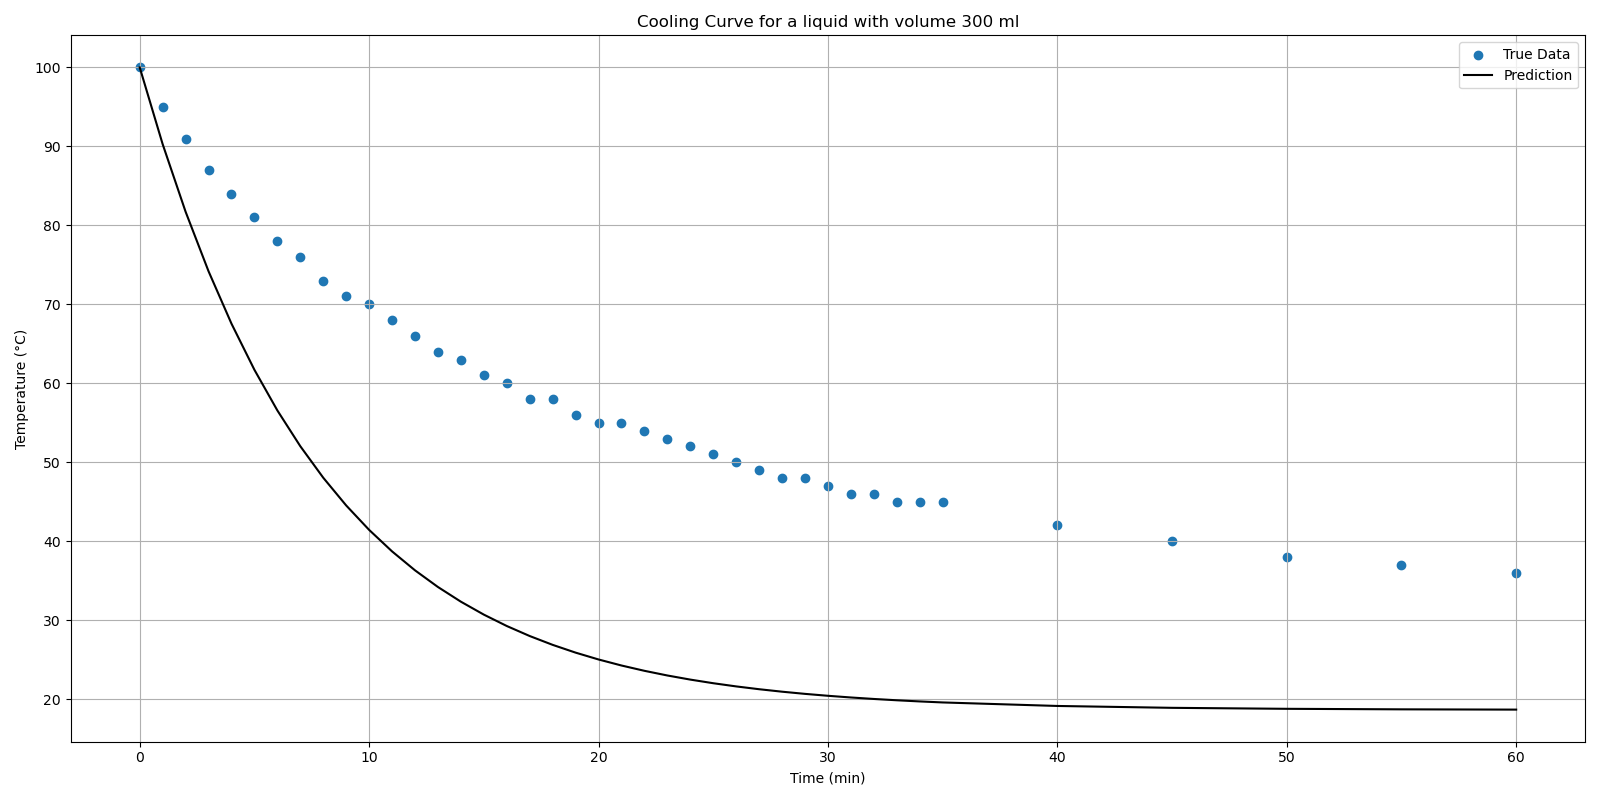 Cooling Curve for a liquid with volume 300 ml
True Data
Prediction
100
90
80
70
60
50
40
30
20
Temperature (°C)
0 10 20 30 40 50 60
Time (min)